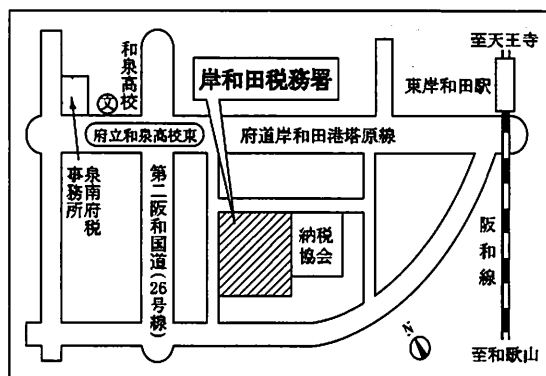 至天王寺
東岸和田駅
和泉高校
文
岸和田税務署
府立和泉高校東
府道岸和田港塔原線
泉南府税
事務所
第二阪和国道(26号線)
納税
協会
阪和線
N
至和歌山